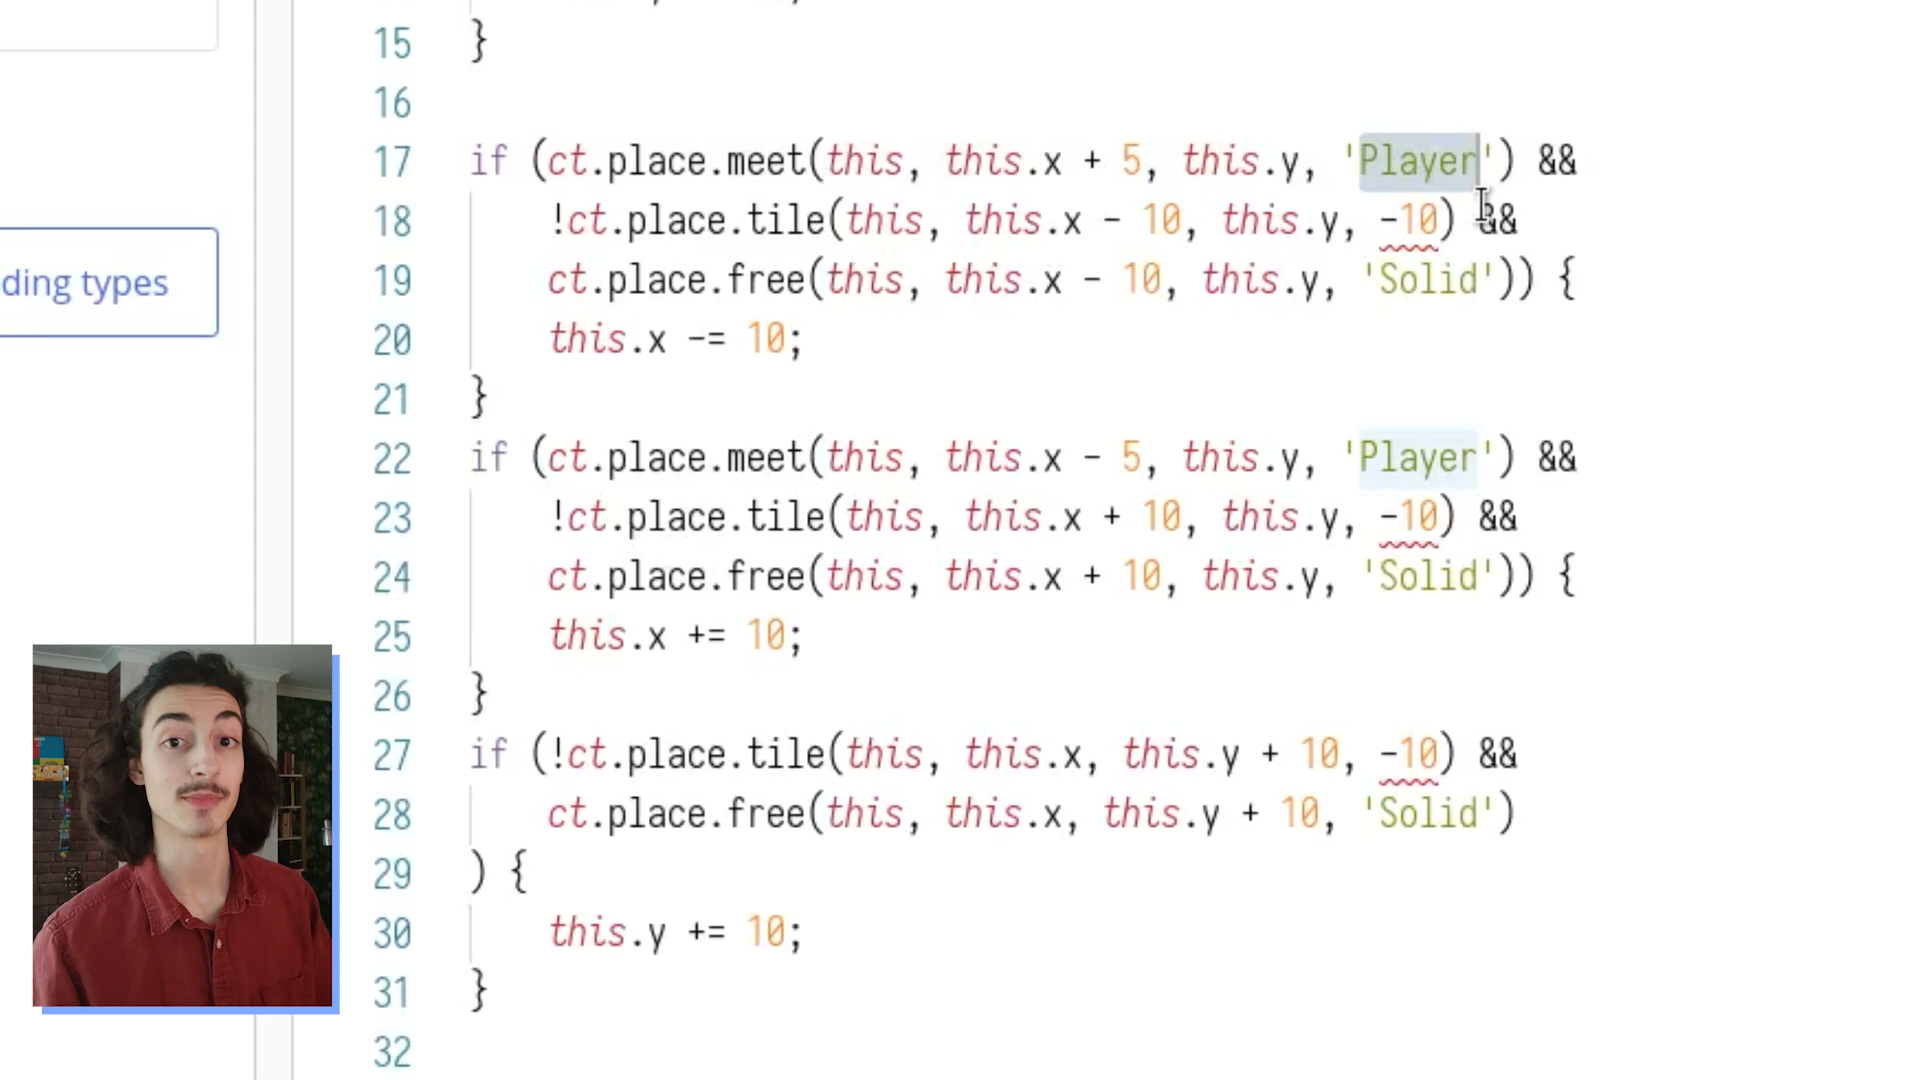 15 }
16
17 if (ct.place.meet(this, this.x + 5, this.y, 'Player') &&
18 !ct.place.tile(this, this.x - 10, this.y, -10) &&
19 ct.place.free(this, this.x - 10, this.y, 'Solid')) {
ding types
20 this.x -= 10;
21 }
22 if (ct.place.meet(this, this.x - 5, this.y, 'Player') &&
23 !ct.place.tile(this, this.x + 10, this.y, -10) &&
24 ct.place.free(this, this.x + 10, this.y, 'Solid')) {
25 this.x += 10;
26 }
27 if (!ct.place.tile(this, this.x, this.y + 10, -10) &&
28 ct.place.free(this, this.x, this.y + 10, 'Solid')
29 ) {
30 this.y += 10;
31 }
32